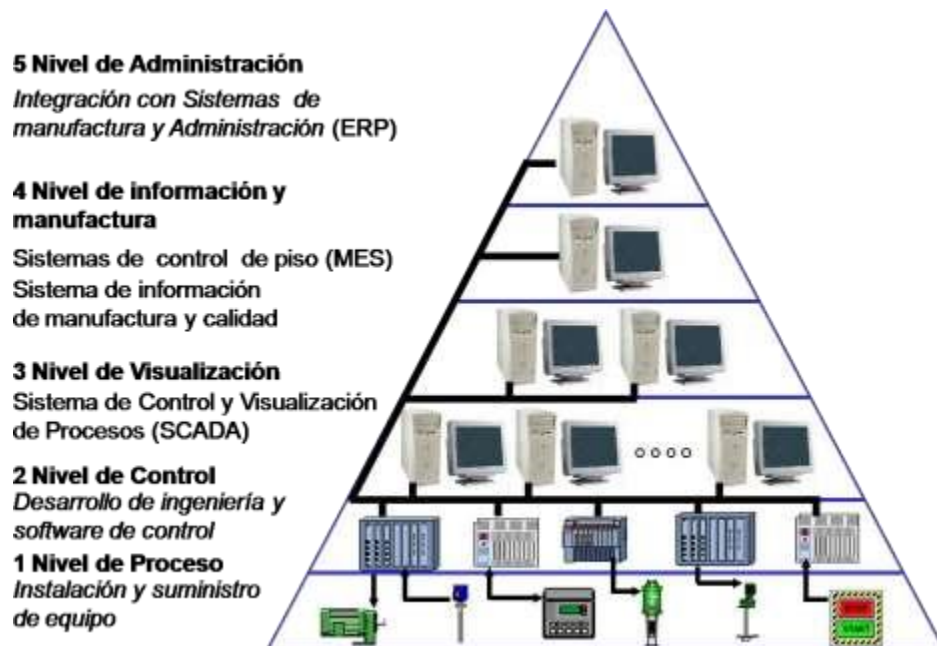 5 Nivel de Administración
Integración con Sistemas de
manufactura y Administración (ERP)
4 Nivel de información y
manufactura
Sistemas de control de piso (MES)
Sistema de información
de manufactura y calidad
3 Nivel de Visualización
Sistema de Control y Visualización
de Procesos (SCADA)
2 Nivel de Control
Desarrollo de ingeniería y
software de control
1 Nivel de Proceso
Instalación y suministro
de equipo
START